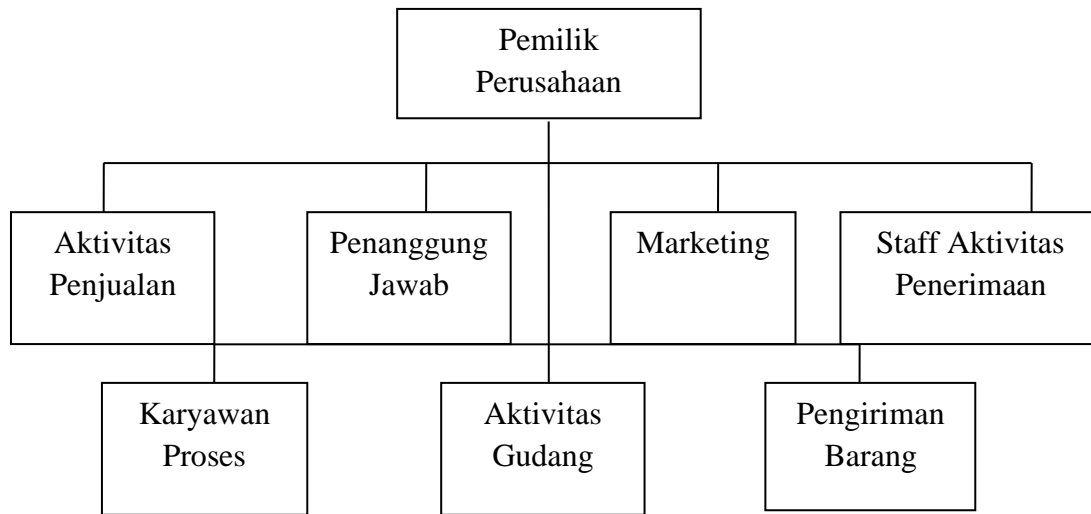 Pemilik
Perusahaan
Aktivitas
Penjualan
Penanggung
Jawab
Marketing
Staff Aktivitas
Penerimaan
Karyawan
Proses
Aktivitas
Gudang
Pengiriman
Barang